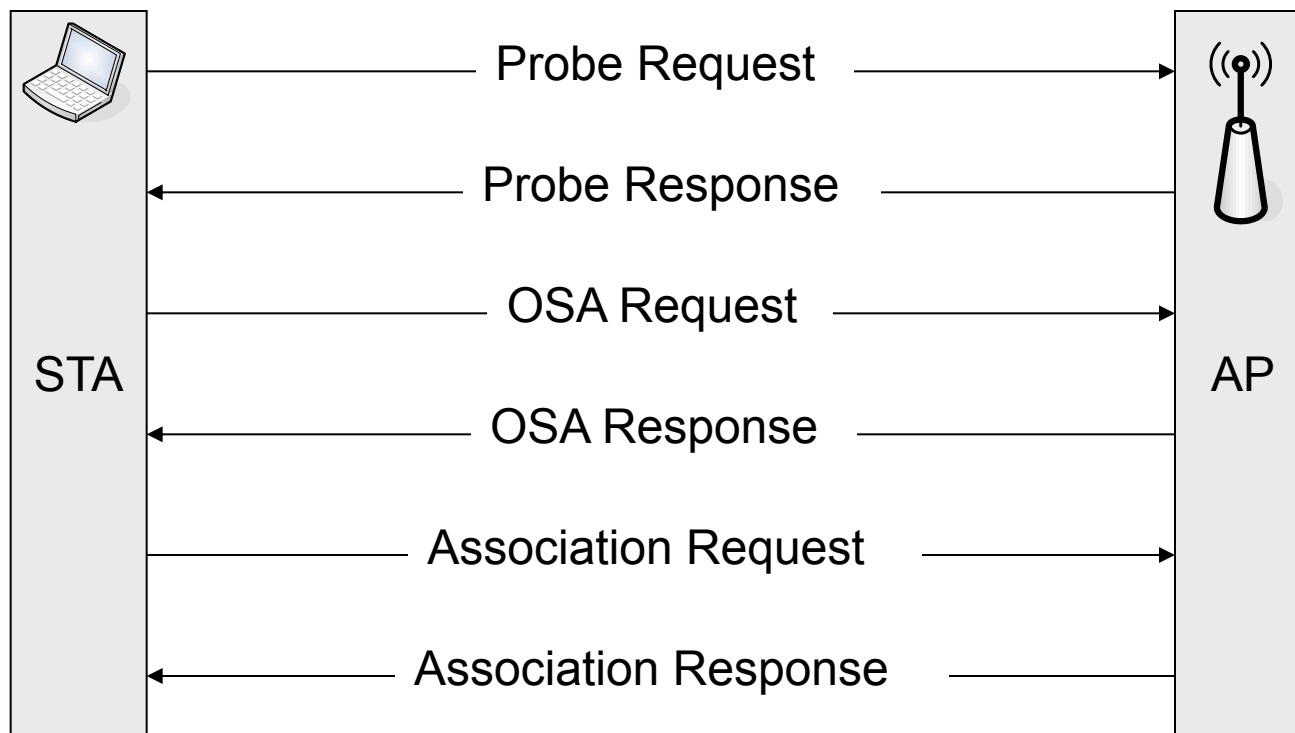 Probe Request
Probe Response
OSA Request
STA
AP
OSA Response
Association Request
Association Response